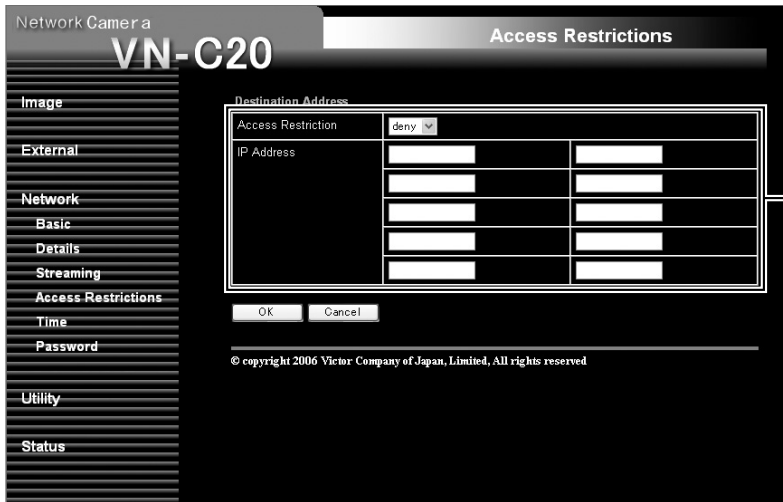 Network Camera
VN-C20
Access Restrictions
Image
External
Network
Basic
Details
Streaming
Access Restrictions
Time
Password
Utility
Status
Destination Address
Access Restriction deny
IP Address
OK Cancel
© copyright 2006 Victor Company of Japan, Limited, All rights reserved